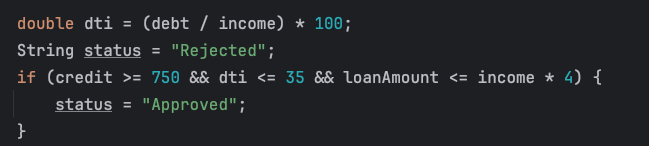 double dti = (debt / income) * 100;
String status = "Rejected";
if (credit >= 750 && dti <= 35 && loanAmount <= income * 4) {
    status = "Approved";
}